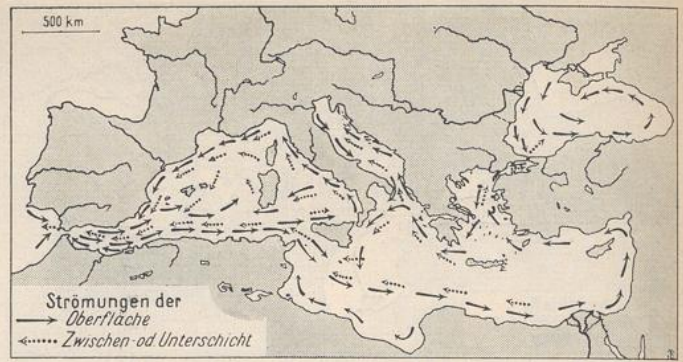 500 km
Strömungen der
Oberfläche
Zwischen-od Unterschicht